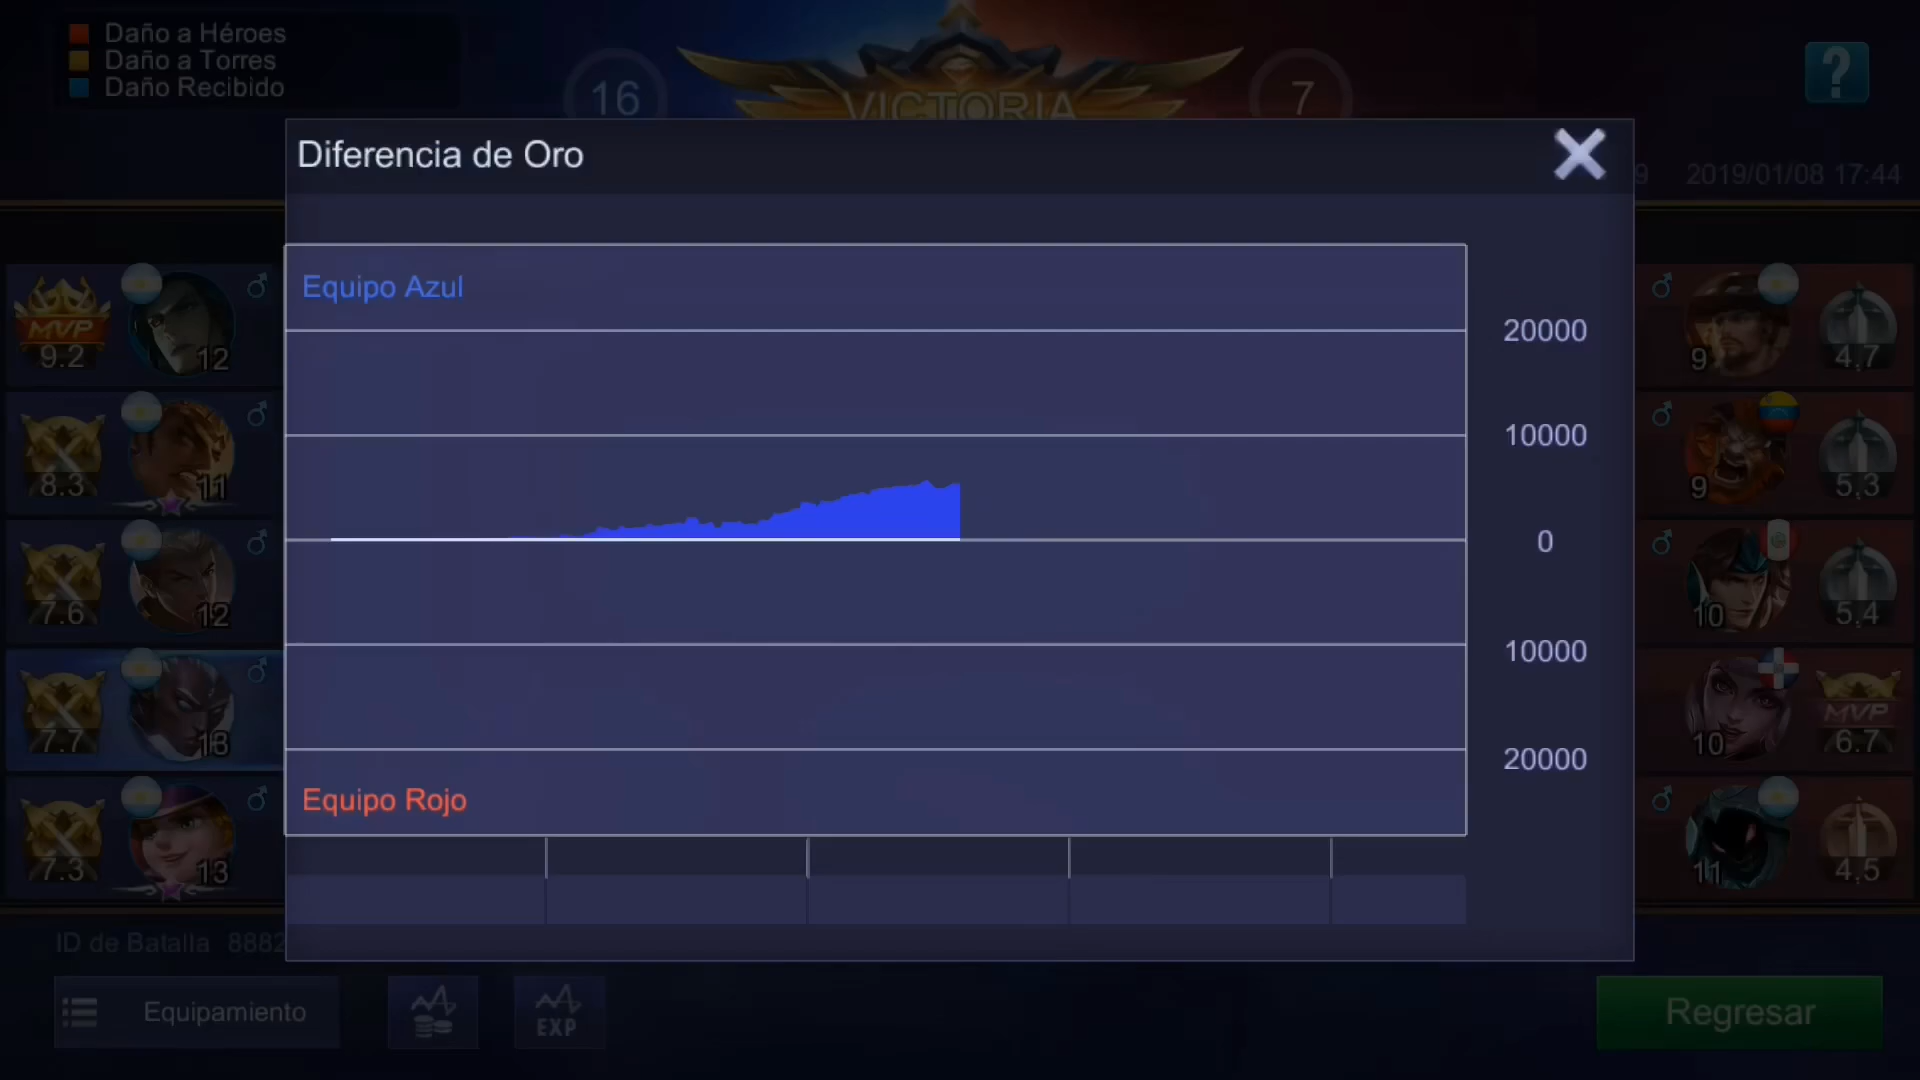 Daño a Héroes
Daño a Torres
Daño Recibido
16
VICTORIA
7
?
Diferencia de Oro
9 2019/01/08 17:44
Equipo Azul
20000
10000
0
10000
20000
Equipo Rojo
MVP
9.2
12
8.3
11
7.6
12
7.7
13
7.3
13
9
4,7
9
5,3
10
5,4
10
MVP
6.7
11
4,5
ID de Batalla 8882
Equipamiento
EXP
Regresar